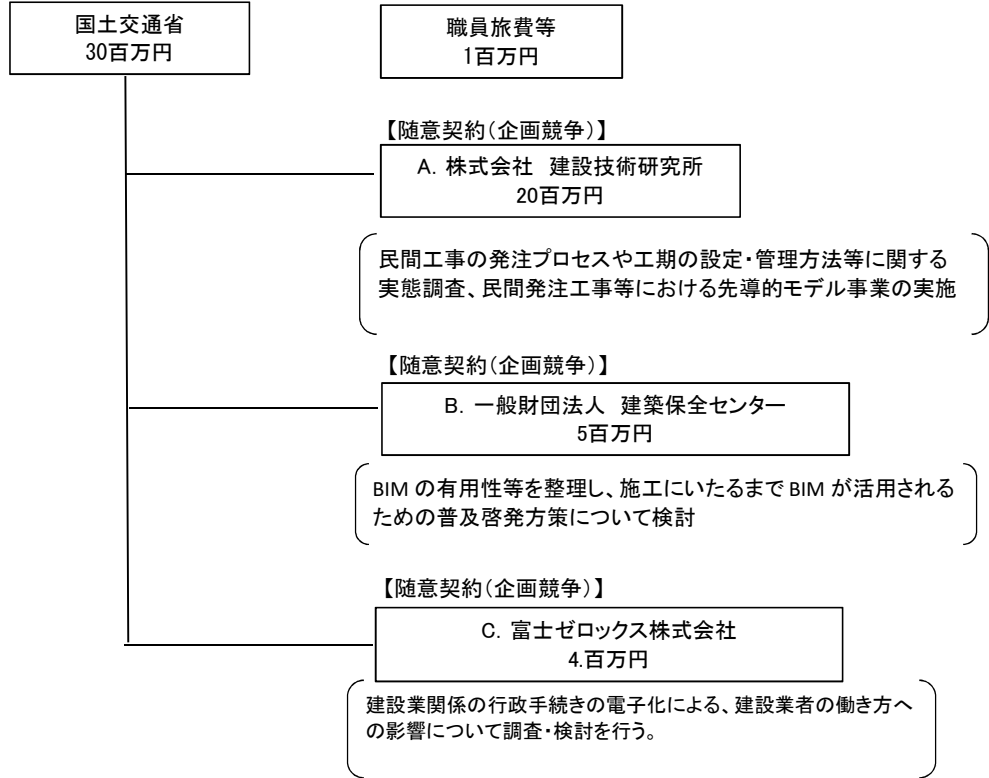 国土交通省
30百万円
職員旅費等
1百万円
【随意契約(企画競争)】
A. 株式会社　建設技術研究所
20百万円
民間工事の発注プロセスや工期の設定・管理方法等に関する
実態調査、民間発注工事等における先導的モデル事業の実施
【随意契約(企画競争)】
B. 一般財団法人　建築保全センター
5百万円
BIM の有用性等を整理し、施工にいたるまで BIM が活用される
ための普及啓発方策について検討
【随意契約(企画競争)】
C. 富士ゼロックス株式会社
4.百万円
建設業関係の行政手続きの電子化による、建設業者の働き方へ
の影響について調査・検討を行う。